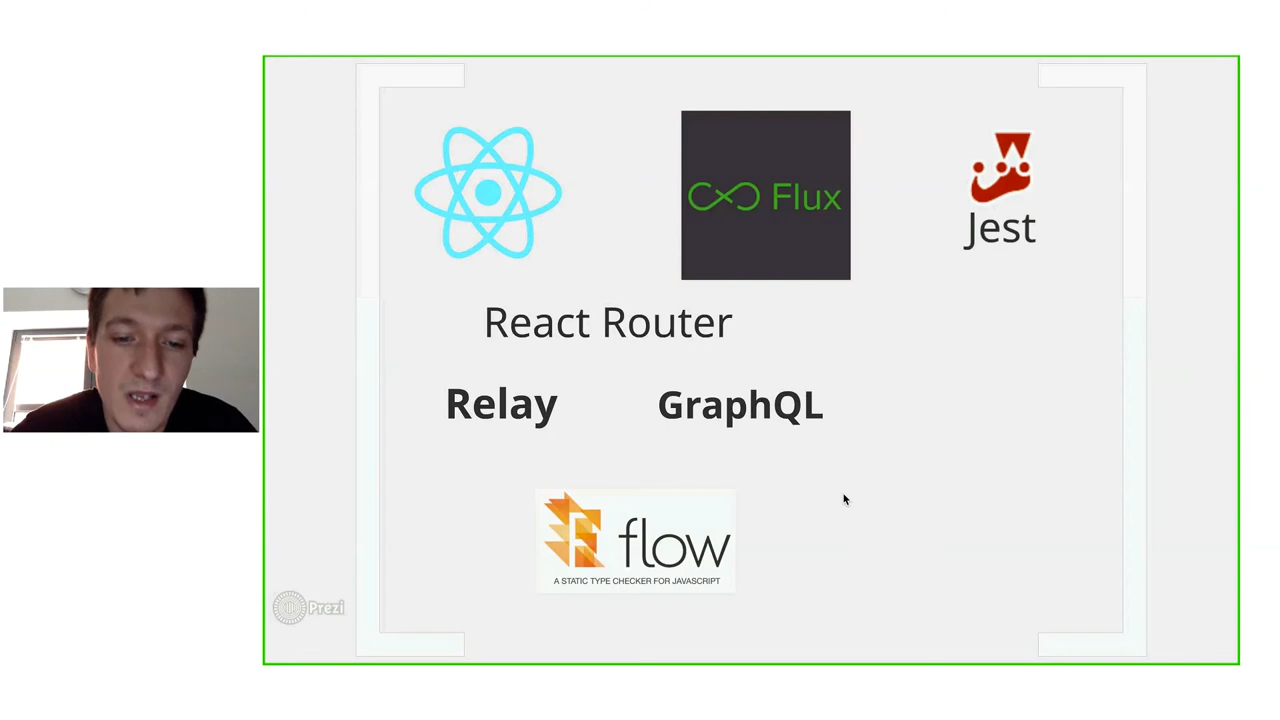 Flux
Jest
React Router
Relay
GraphQL
flow
A STATIC TYPE CHECKER FOR JAVASCRIPT
Prezi